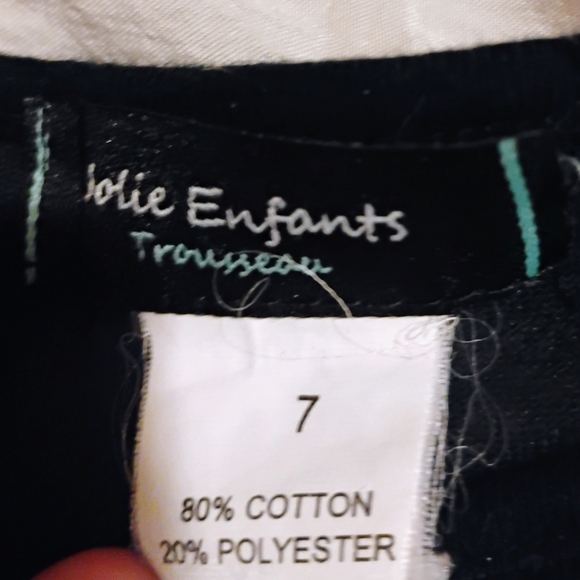 Jolie Enfants
Trousseau
7
80% COTTON
20% POLYESTER